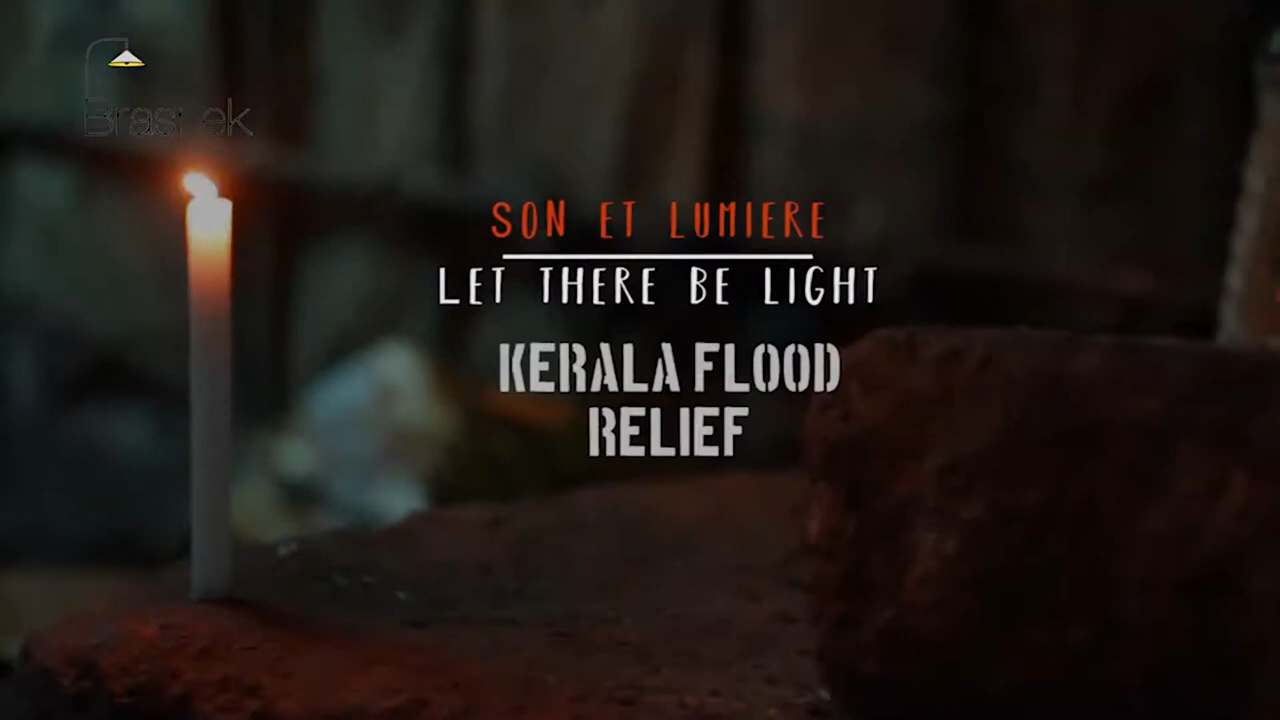 SON ET LUMIERE
LET THERE BE LIGHT
KERALA FLOOD
RELIEF